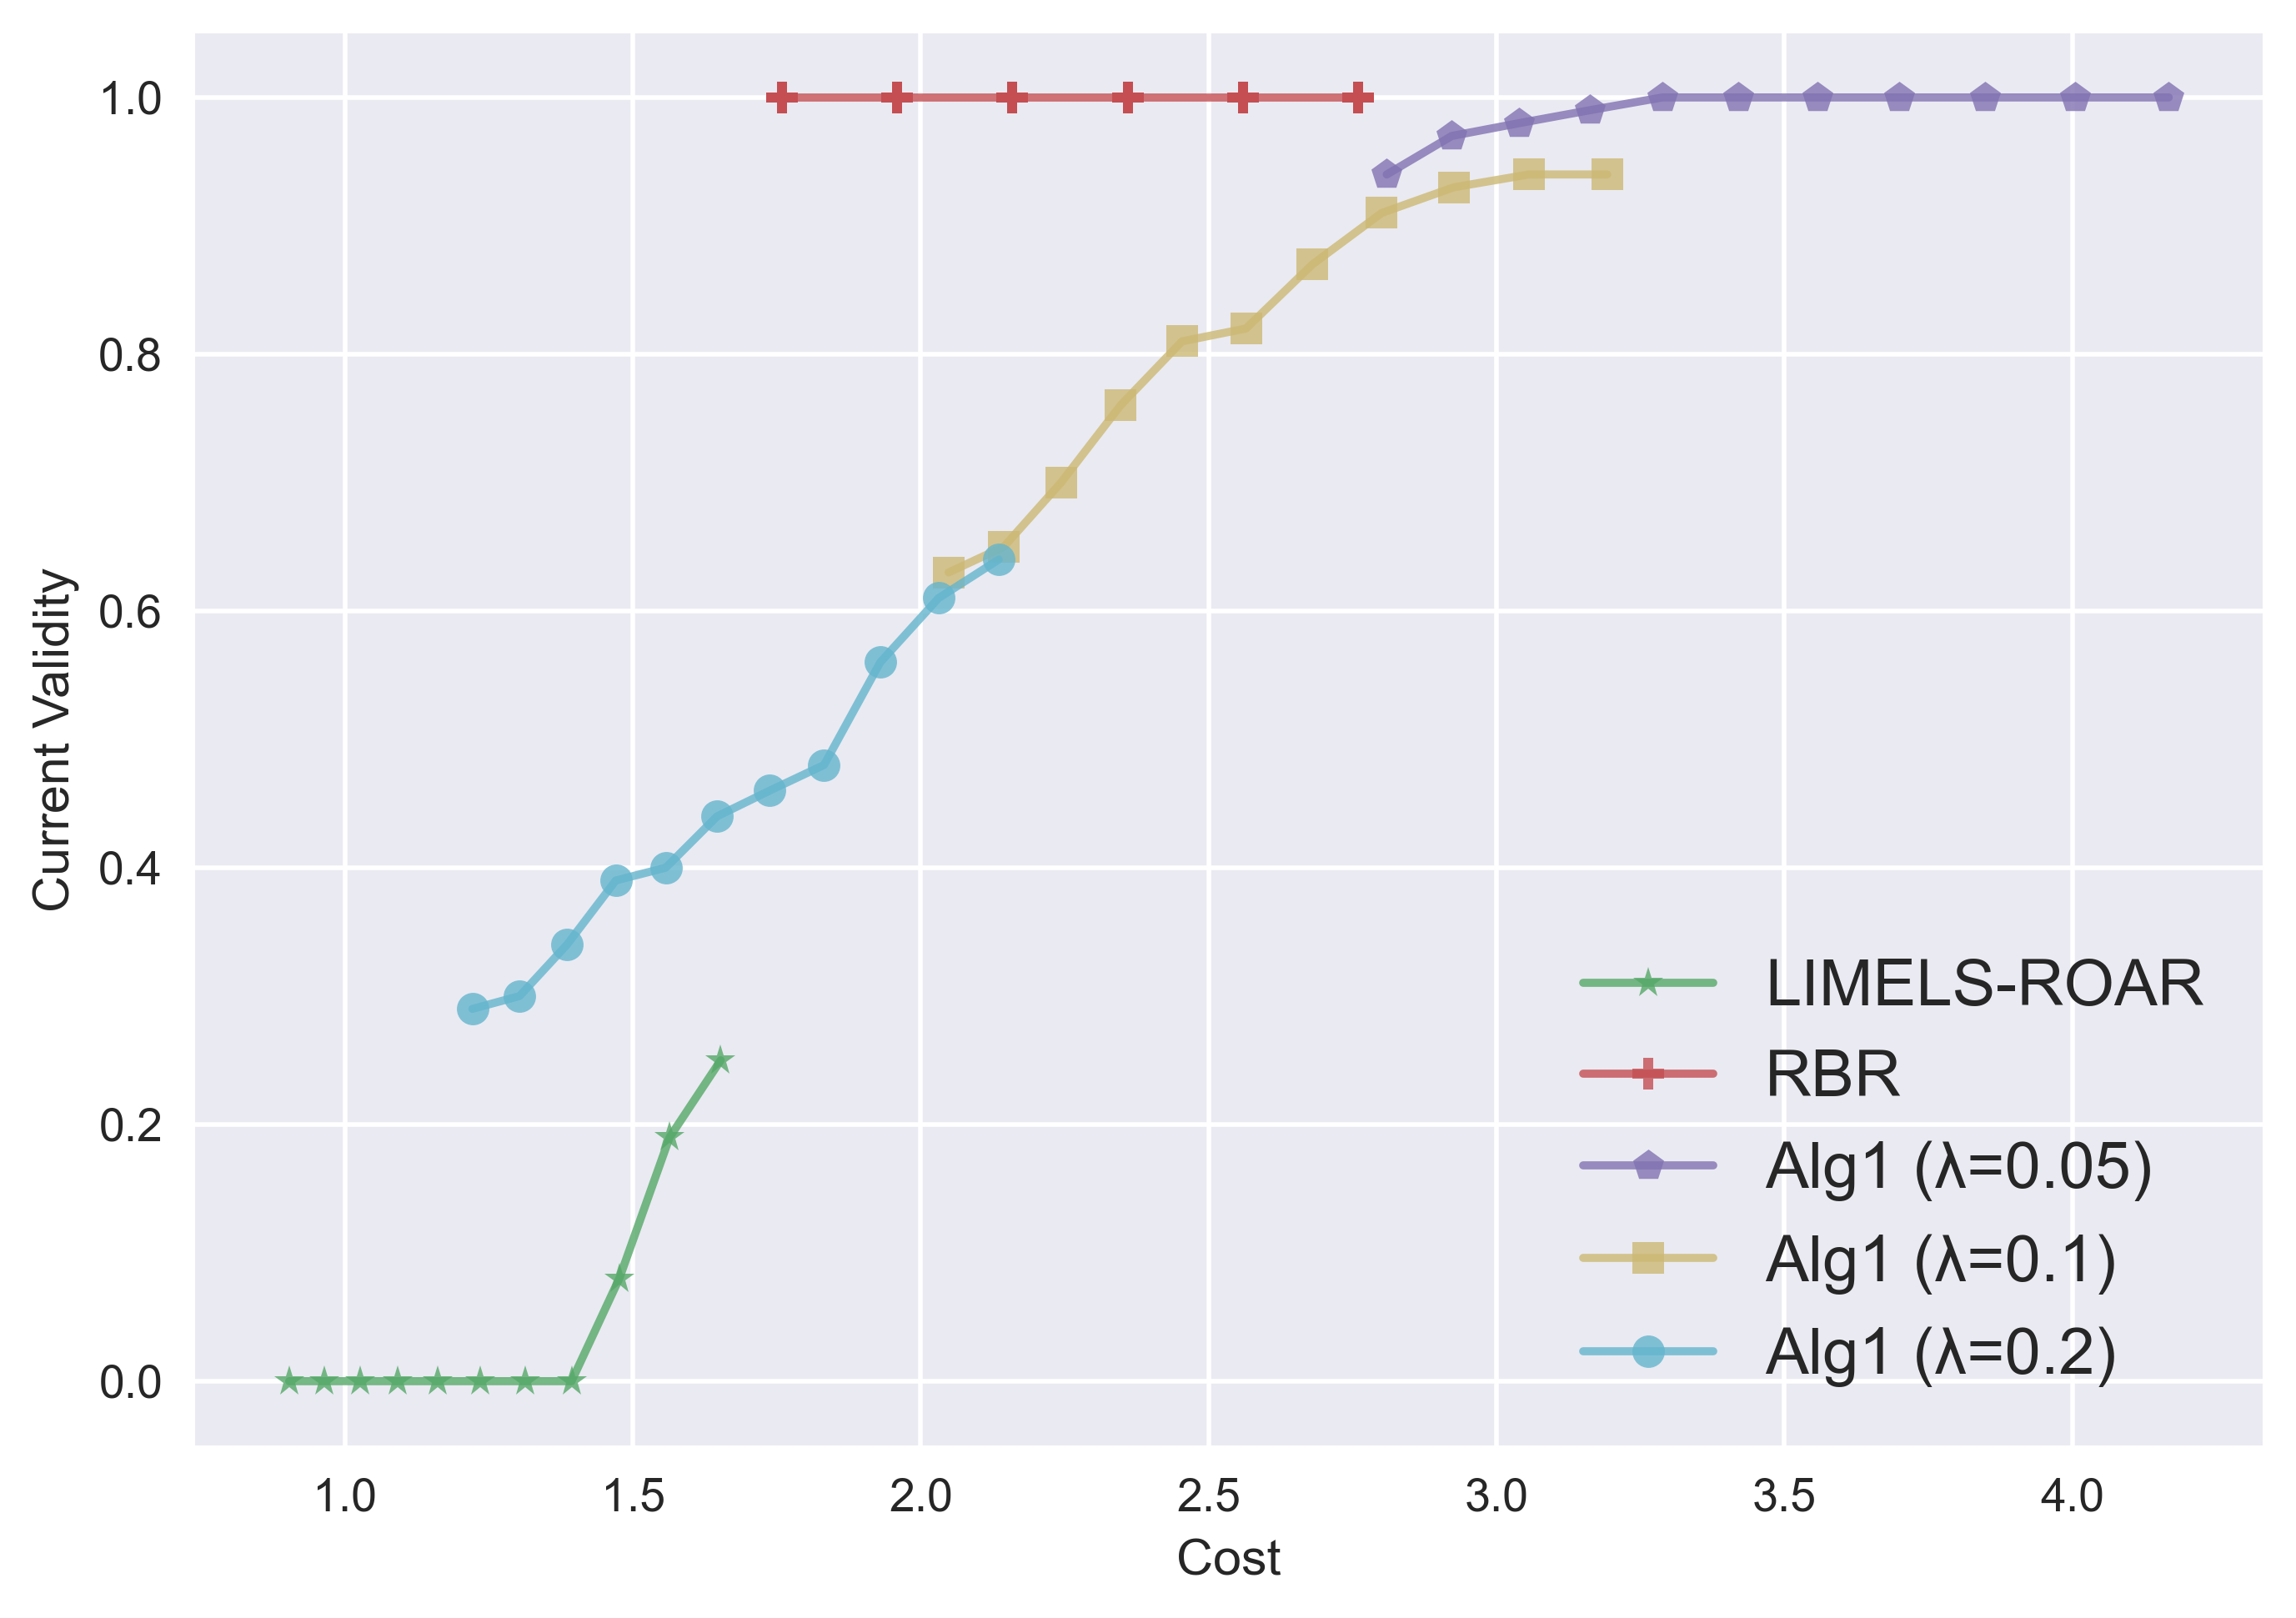 1.0
0.8
0.6
0.4
0.2
0.0
Current Validity
1.0 1.5 2.0 2.5 3.0 3.5 4.0
Cost
LIMELS-ROAR
RBR
Alg1 (λ=0.05)
Alg1 (λ=0.1)
Alg1 (λ=0.2)